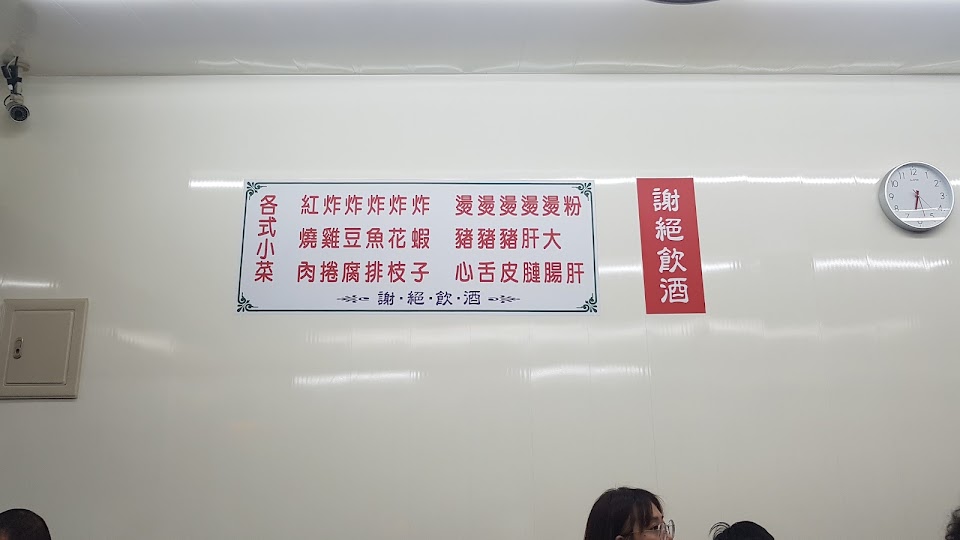 各式小菜
紅燒肉
炸雞捲
炸豆腐
炸魚排
炸花枝
炸蝦子
燙豬心
燙豬舌
燙豬皮
燙肝
燙大腸
粉肝
謝·絕·飲·酒
謝絕飲酒